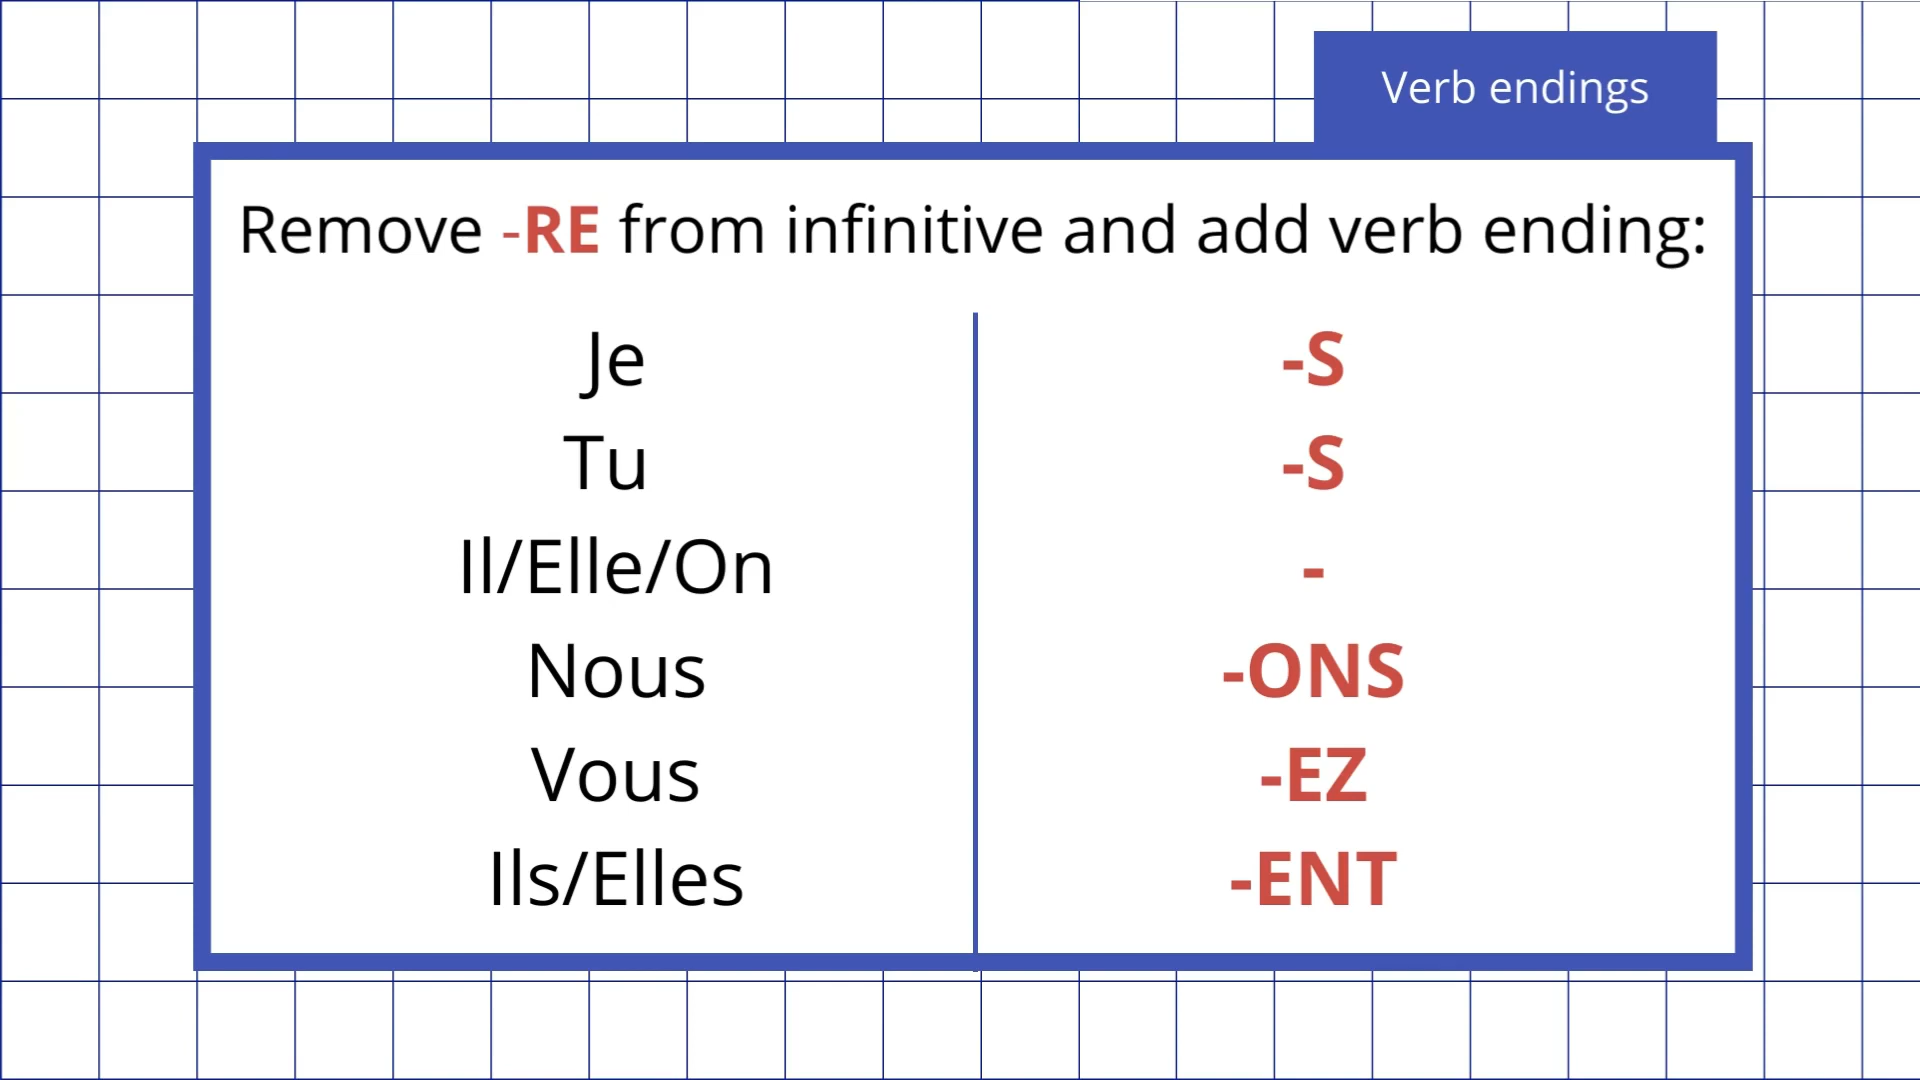 Verb endings
Remove -RE from infinitive and add verb ending:
Je -S
Tu -S
Il/Elle/On -
Nous -ONS
Vous -EZ
Ils/Elles -ENT